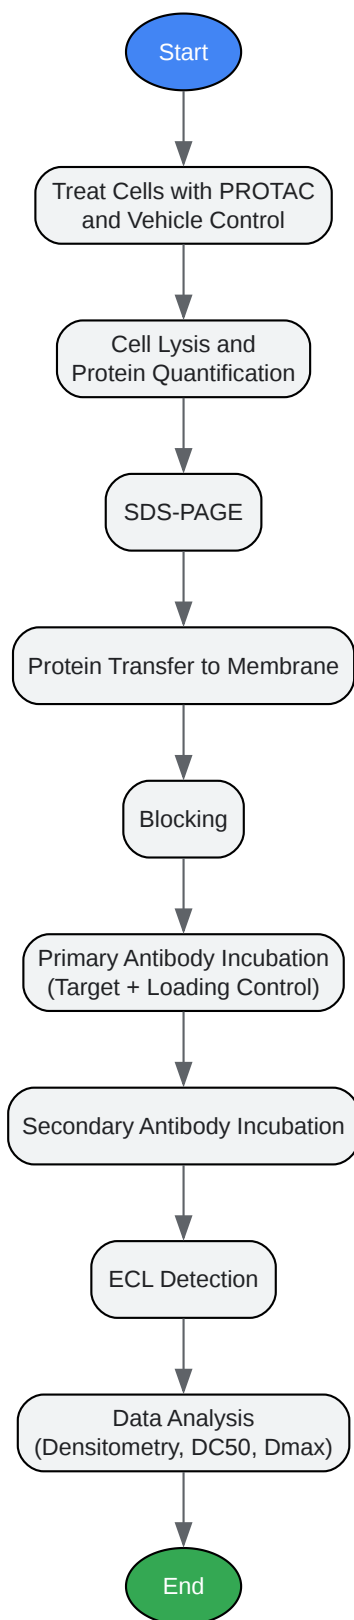 Start
Treat Cells with PROTAC
and Vehicle Control
Cell Lysis and
Protein Quantification
SDS-PAGE
Protein Transfer to Membrane
Blocking
Primary Antibody Incubation
(Target + Loading Control)
Secondary Antibody Incubation
ECL Detection
Data Analysis
(Densitometry, DC50, Dmax)
End